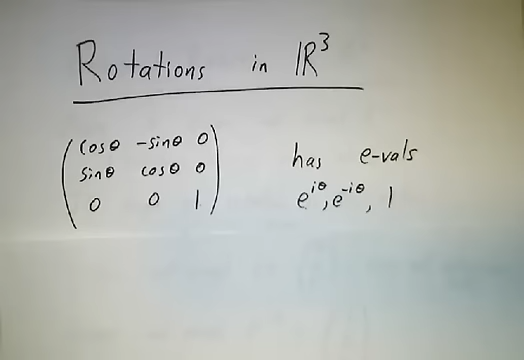 Rotations in ℝ³
(cosθ -sinθ 0) has e-vals
(sinθ cosθ 0)
(0 0 1) e^{iθ}, e^{-iθ}, 1